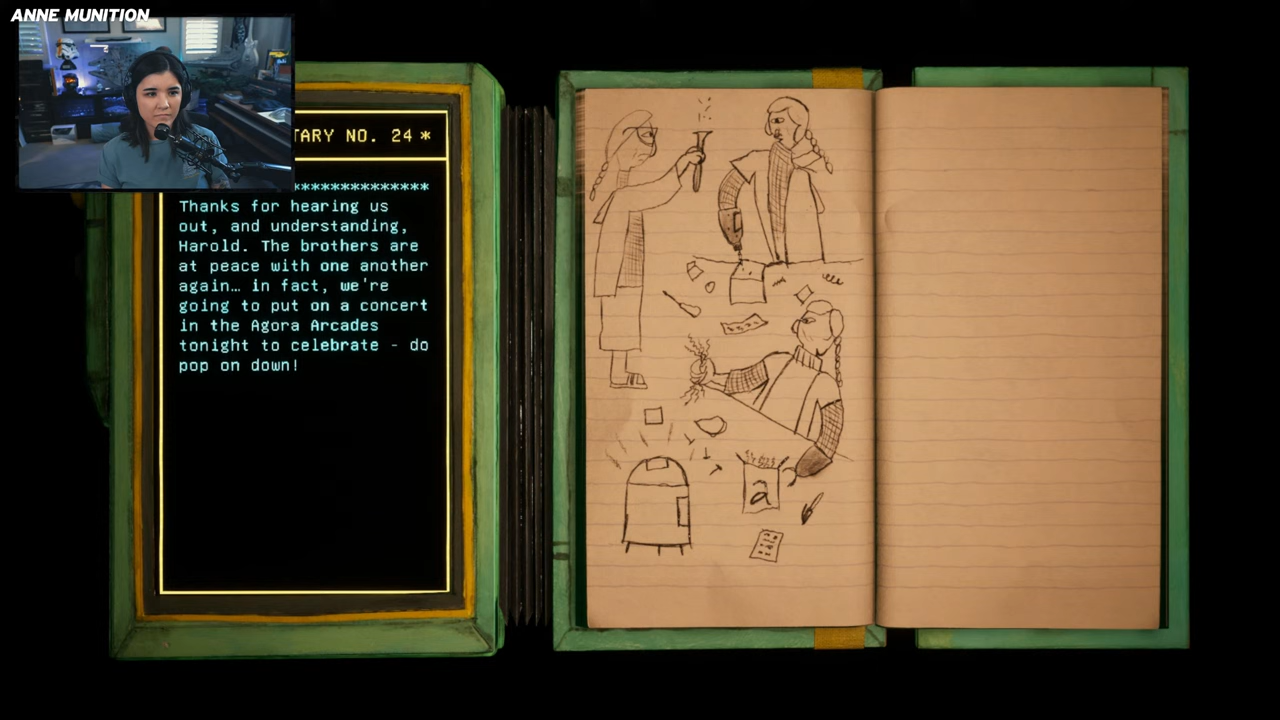 ANNE MUNITION
TARY NO. 24 *
**************
Thanks for hearing us
out, and understanding,
Harold. The brothers are
at peace with one another
again… in fact, we're
going to put on a concert
in the Agora Arcades
tonight to celebrate - do
pop on down!
a